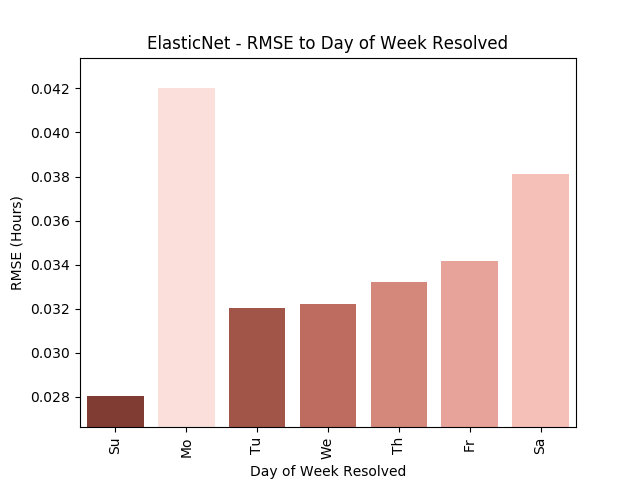 ElasticNet - RMSE to Day of Week Resolved
0.042
0.040
0.038
0.036
0.034
0.032
0.030
0.028
RMSE (Hours)
Su
Mo
Tu
We
Th
Fr
Sa
Day of Week Resolved